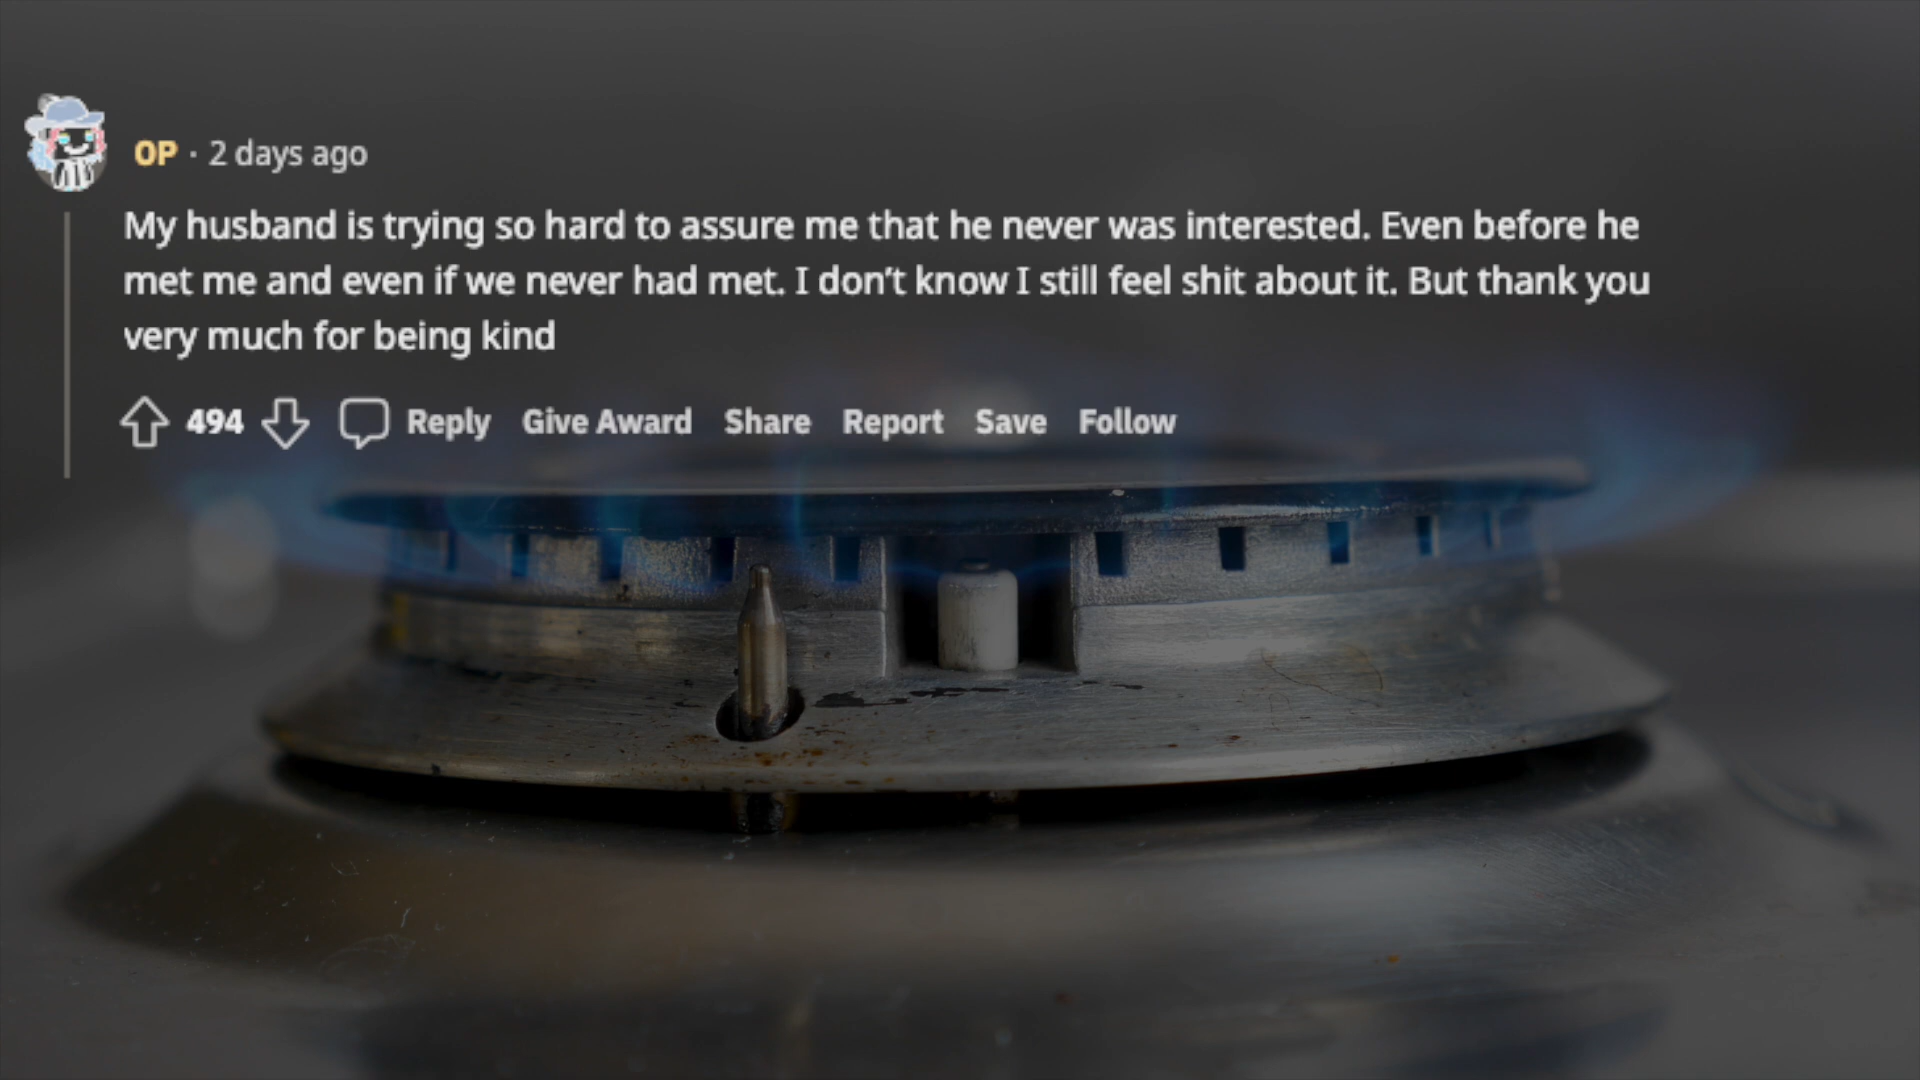 OP · 2 days ago
My husband is trying so hard to assure me that he never was interested. Even before he
met me and even if we never had met. I don’t know I still feel shit about it. But thank you
very much for being kind
494 Reply Give Award Share Report Save Follow